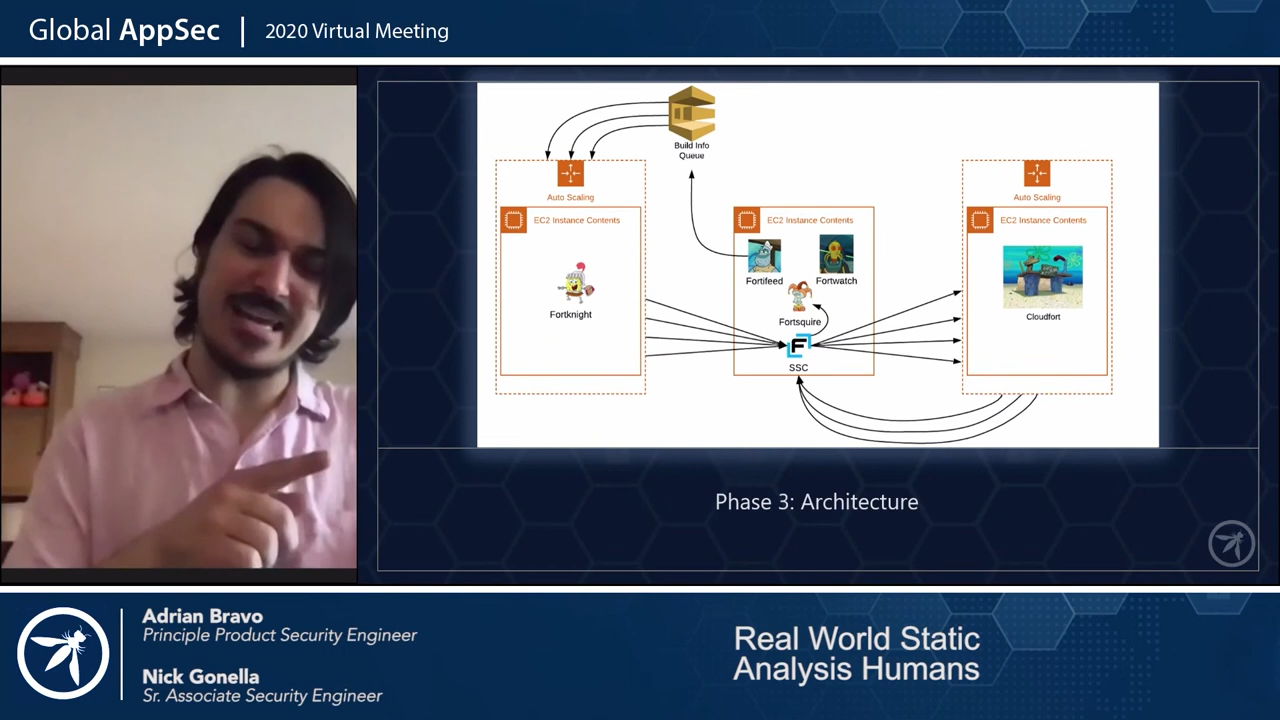 Global AppSec
2020 Virtual Meeting
Build Info
Queue
Auto Scaling
EC2 Instance Contents
Fortknight
EC2 Instance Contents
Fortifeed
Fortwatch
Fortsquire
F
SSC
Auto Scaling
EC2 Instance Contents
Cloudfort
Phase 3: Architecture
Adrian Bravo
Principle Product Security Engineer
Nick Gonella
Sr. Associate Security Engineer
Real World Static
Analysis Humans